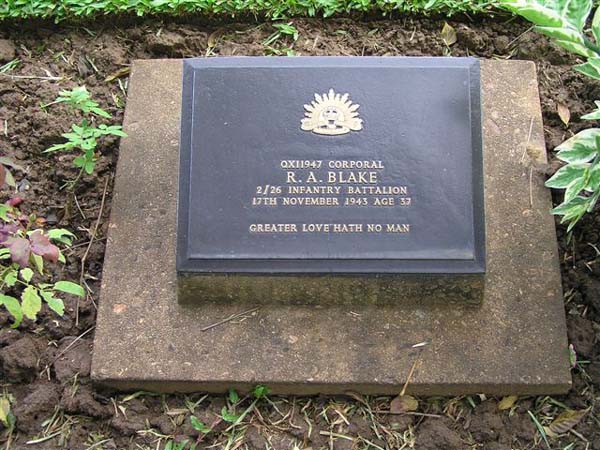 QX11947 CORPORAL
R. A. BLAKE
2/26 INFANTRY BATTALION
17TH NOVEMBER 1943 AGE 37
GREATER LOVE HATH NO MAN